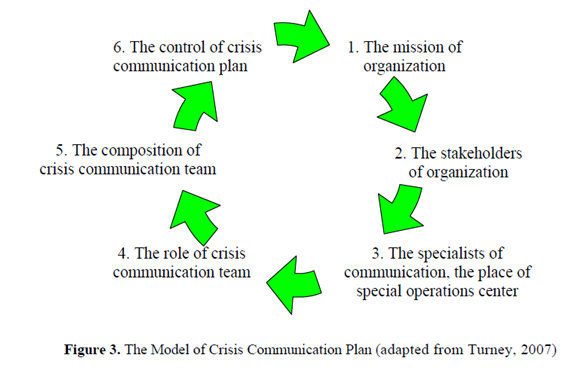 1. The mission of
organization
2. The stakeholders
of organization
3. The specialists of
communication, the place of
special operations center
4. The role of crisis
communication team
5. The composition of
crisis communication team
6. The control of crisis
communication plan
Figure 3. The Model of Crisis Communication Plan (adapted from Turney, 2007)